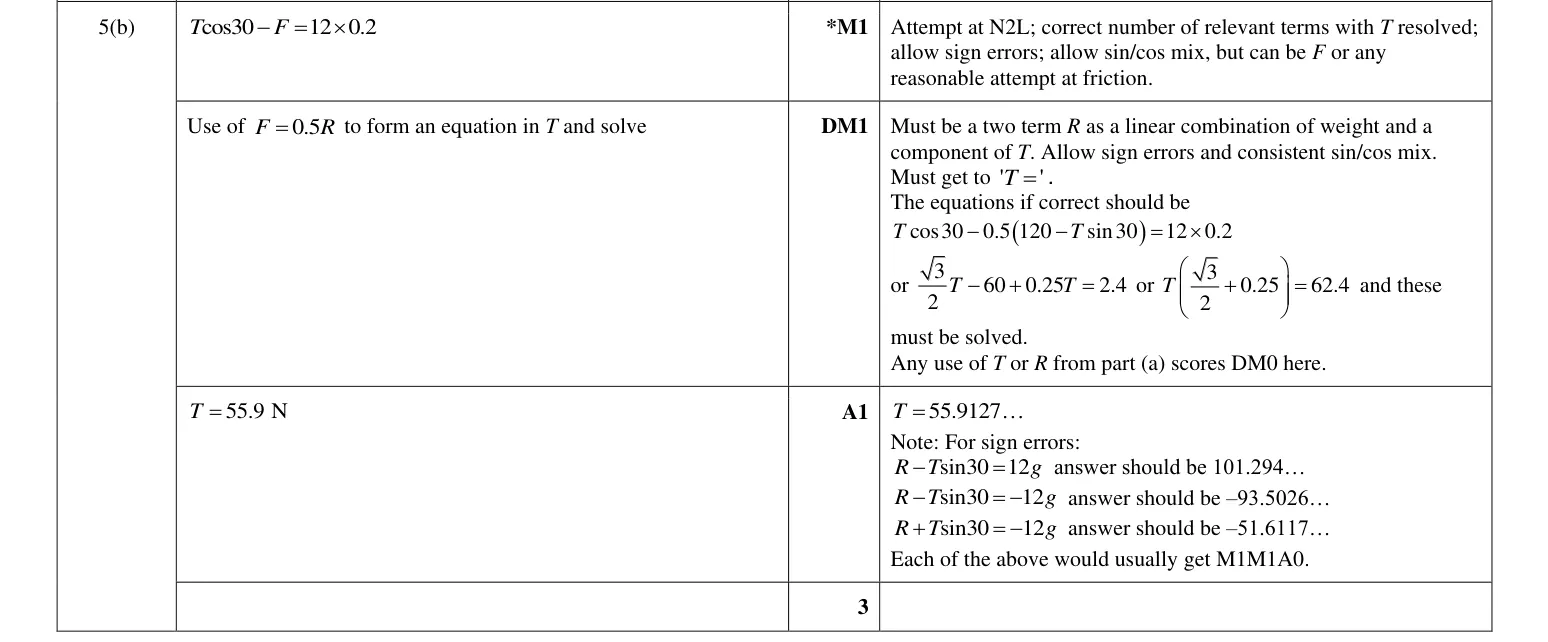 5(b)
Tcos30 − F = 12 × 0.2
*M1
Attempt at N2L; correct number of relevant terms with T resolved;
allow sign errors; allow sin/cos mix, but can be F or any
reasonable attempt at friction.
Use of F = 0.5R to form an equation in T and solve
DM1
Must be a two term R as a linear combination of weight and a
component of T. Allow sign errors and consistent sin/cos mix.
Must get to 'T ='.
The equations if correct should be
T cos 30 − 0.5(120 − T sin 30) = 12 × 0.2
or √3/2 T − 60 + 0.25T = 2.4 or T(√3/2 + 0.25) = 62.4 and these
must be solved.
Any use of T or R from part (a) scores DM0 here.
T = 55.9 N
A1
T = 55.9127…
Note: For sign errors:
R − Tsin30 = 12g answer should be 101.294…
R − Tsin30 = −12g answer should be –93.5026…
R + Tsin30 = −12g answer should be –51.6117…
Each of the above would usually get M1M1A0.
3